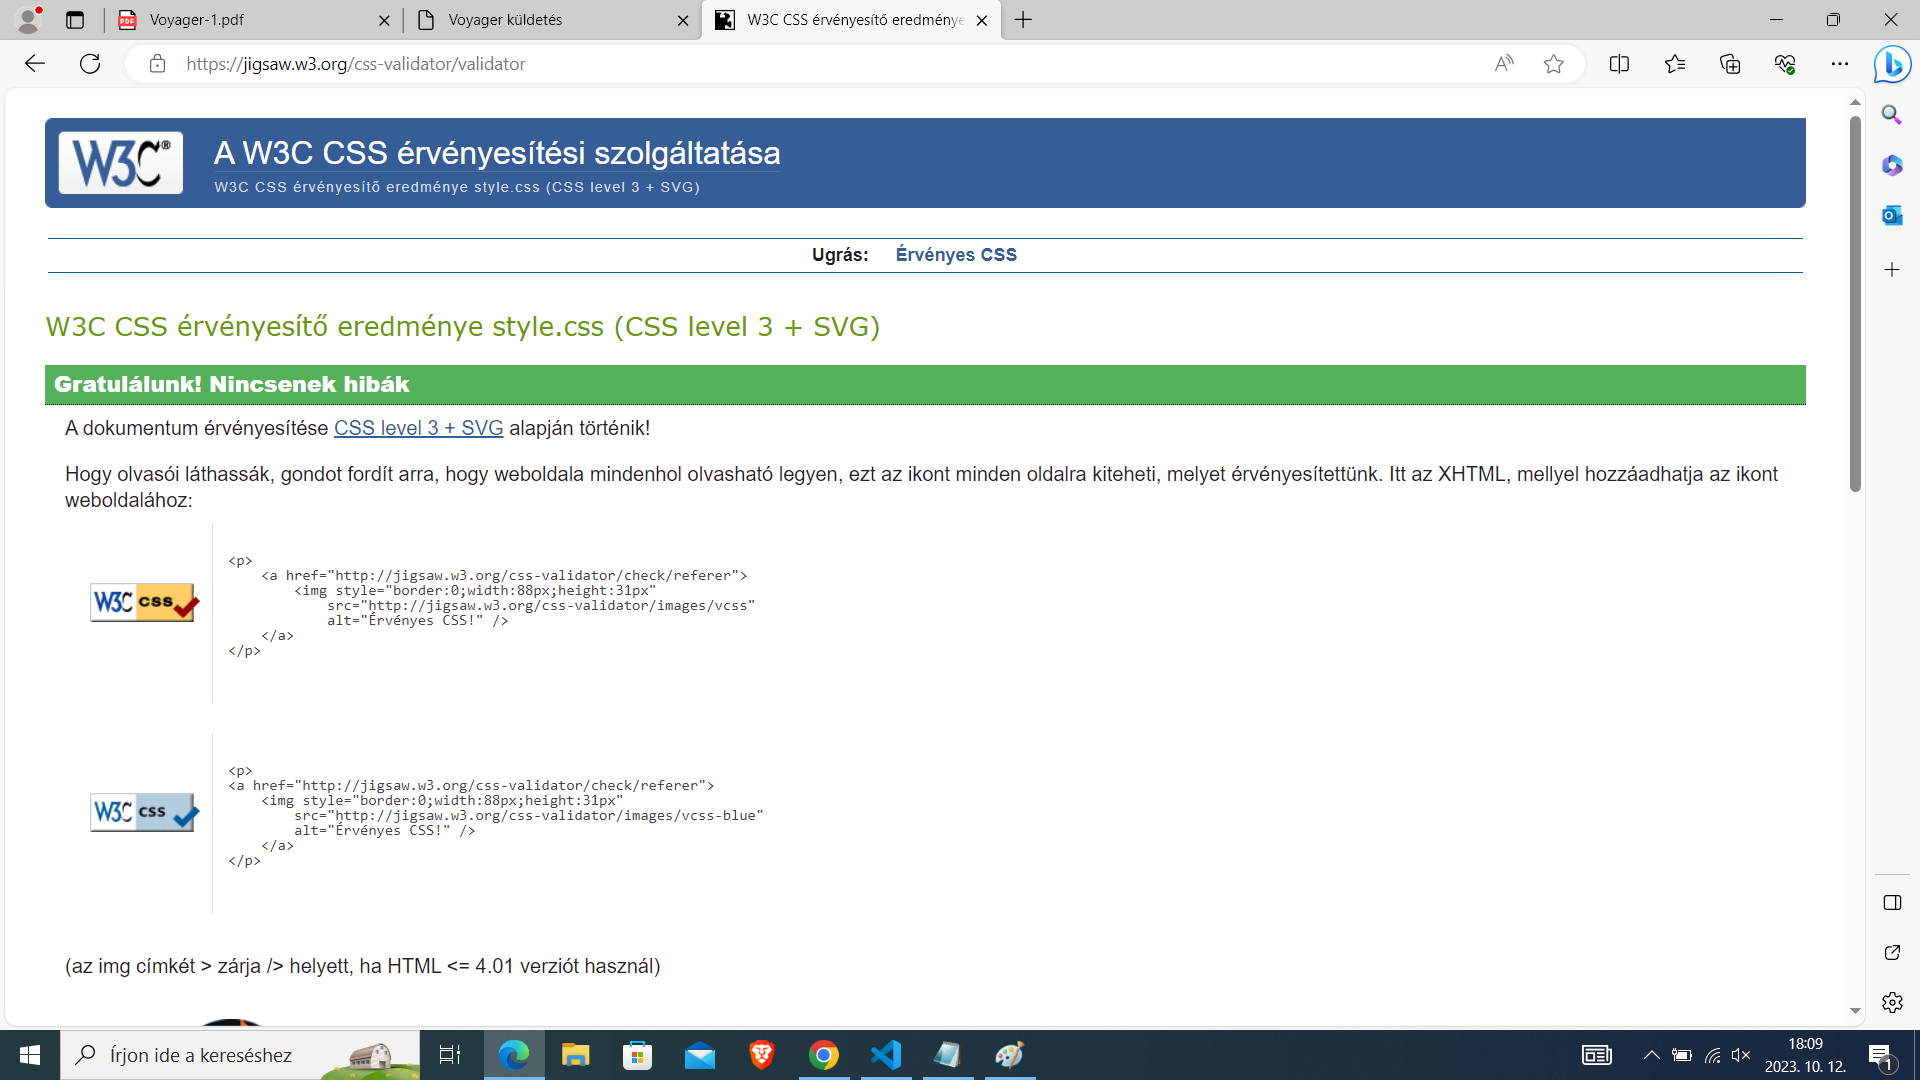 Voyager-1.pdf
Voyager küldetés
W3C CSS érvényesítő eredménye
https://jigsaw.w3.org/css-validator/validator
W3C®
A W3C CSS érvényesítési szolgáltatása
W3C CSS érvényesítő eredménye style.css (CSS level 3 + SVG)
Ugrás: Érvényes CSS
W3C CSS érvényesítő eredménye style.css (CSS level 3 + SVG)
Gratulálunk! Nincsenek hibák
A dokumentum érvényesítése CSS level 3 + SVG alapján történik!
Hogy olvasói láthassák, gondot fordít arra, hogy weboldala mindenhol olvasható legyen, ezt az ikont minden oldalra kiteheti, melyet érvényesítettünk. Itt az XHTML, mellyel hozzáadhatja az ikont
weboldalához:
W3C css
<p>
<a href="http://jigsaw.w3.org/css-validator/check/referer">
<img style="border:0;width:88px;height:31px"
src="http://jigsaw.w3.org/css-validator/images/vcss"
alt="Érvényes CSS!" />
</a>
</p>
W3C css
<p>
<a href="http://jigsaw.w3.org/css-validator/check/referer">
<img style="border:0;width:88px;height:31px"
src="http://jigsaw.w3.org/css-validator/images/vcss-blue"
alt="Érvényes CSS!" />
</a>
</p>
(az img címkét > zárja /> helyett, ha HTML <= 4.01 verziót használ)
Írjon ide a kereséshez
18:09
2023. 10. 12.
1